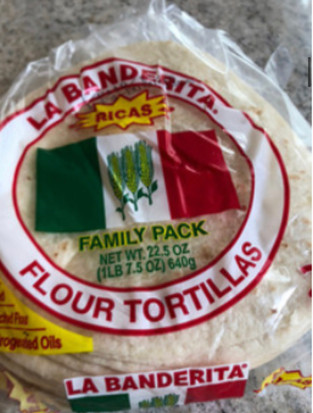 LA BANDERITA.
RICAS
FAMILY PACK
NET WT. 22.5 OZ
(1LB 7.5 OZ) 640g
FLOUR TORTILLAS
Oils
LA BANDERITA®